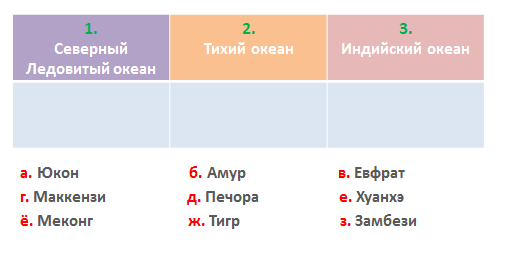 1. 2. 3.
Северный Ледовитый океан Тихий океан Индийский океан
а. Юкон б. Амур в. Евфрат
г. Маккензи д. Печора е. Хуанхэ
ё. Меконг ж. Тигр з. Замбези